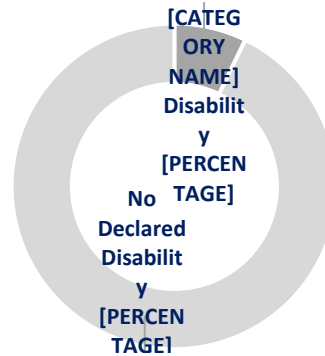 [CATEG
ORY
NAME]
Disabilit
y
[PERCEN
TAGE]
No
Declared
Disabilit
y
[PERCEN
TAGE]